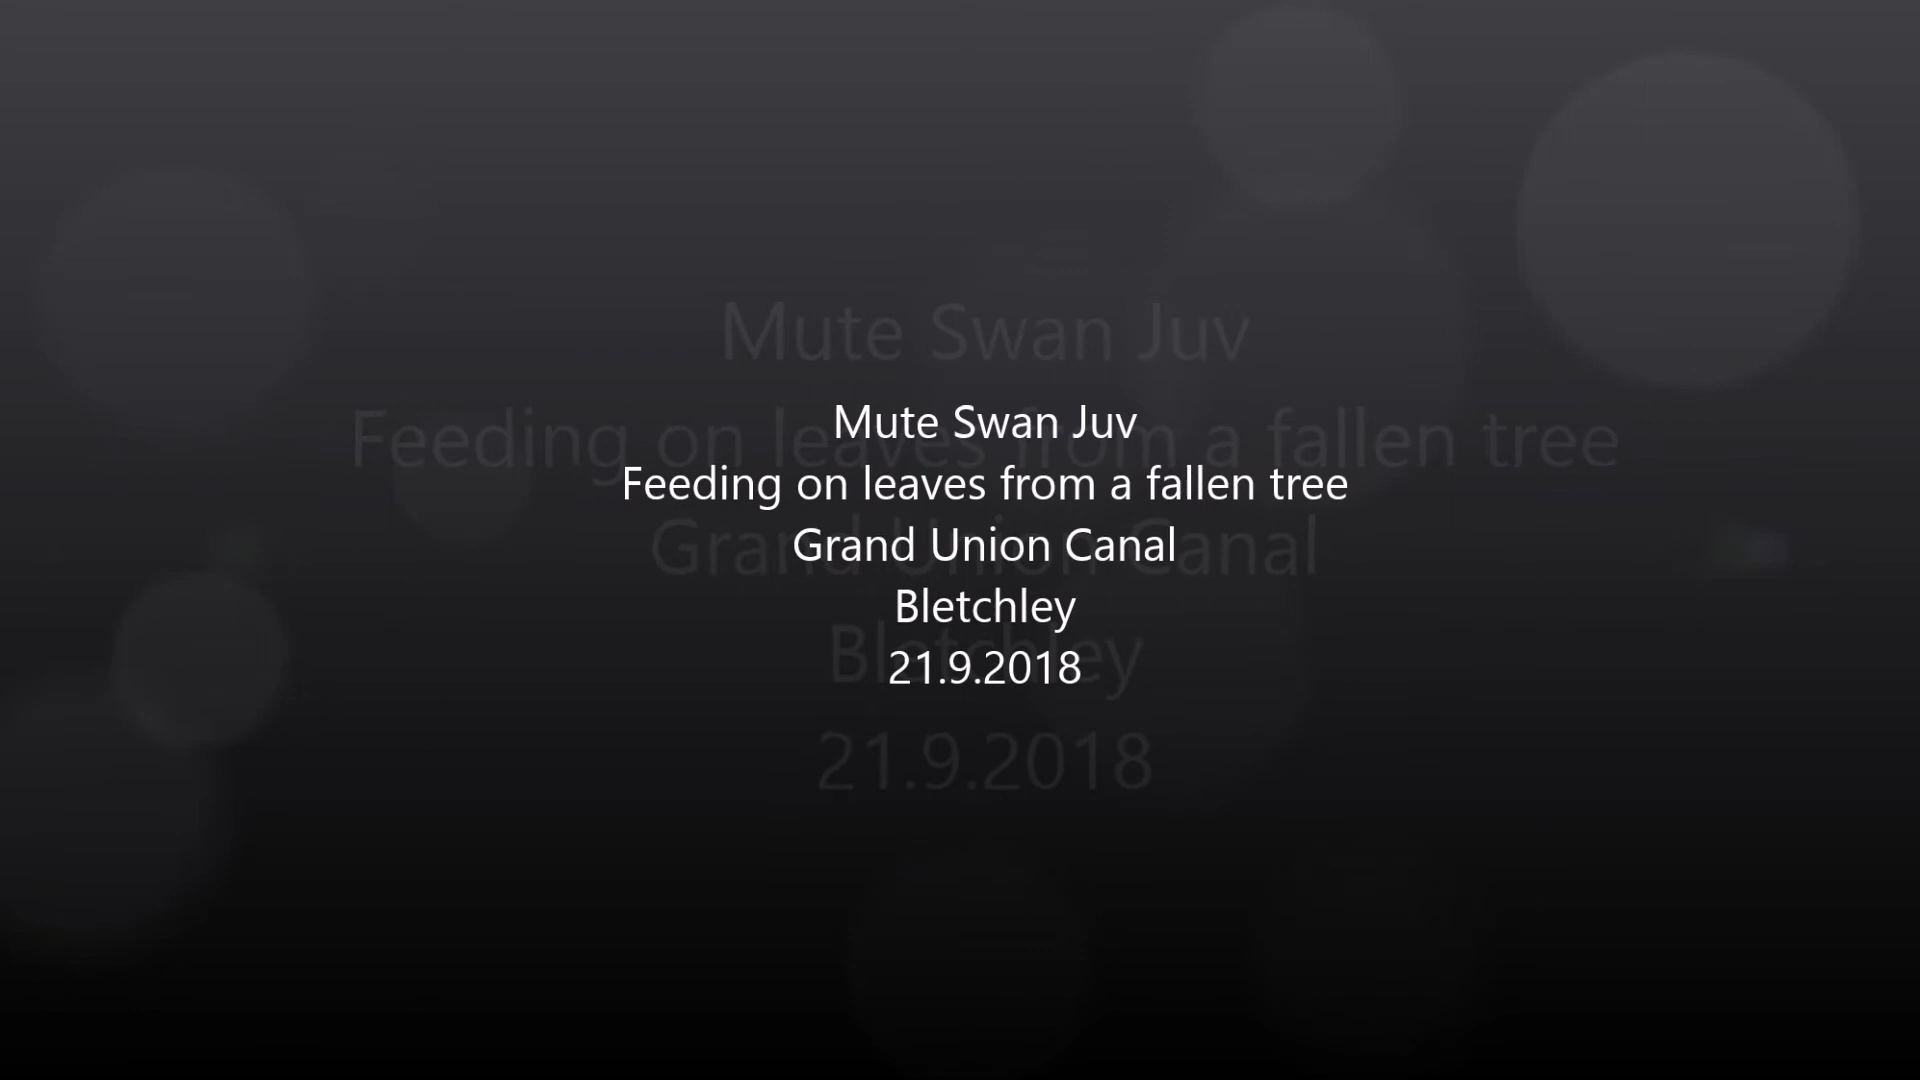 Mute Swan Juv
Feeding on leaves from a fallen tree
Grand Union Canal
Bletchley
21.9.2018